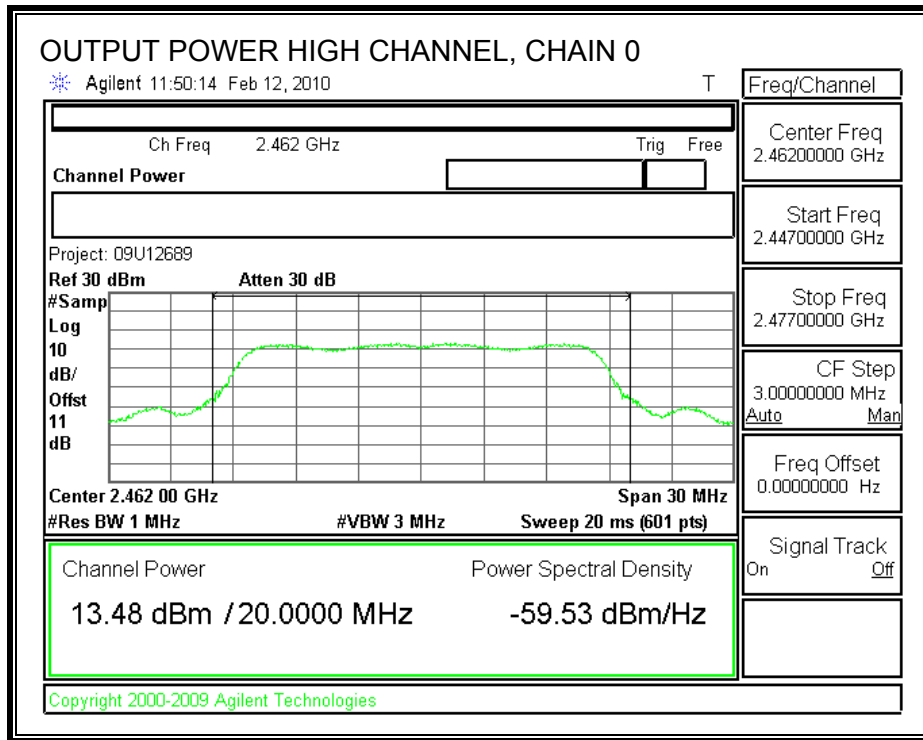 OUTPUT POWER HIGH CHANNEL, CHAIN 0
Agilent 11:50:14 Feb 12, 2010 T
Ch Freq 2.462 GHz Trig Free
Channel Power
Project: 09U12689
Ref 30 dBm Atten 30 dB
#Samp
Log
10
dB/
Offst
11
dB
Center 2.462 00 GHz Span 30 MHz
#Res BW 1 MHz #VBW 3 MHz Sweep 20 ms (601 pts)
Channel Power Power Spectral Density
13.48 dBm / 20.0000 MHz -59.53 dBm/Hz
Copyright 2000-2009 Agilent Technologies
Freq/Channel
Center Freq
2.46200000 GHz
Start Freq
2.44700000 GHz
Stop Freq
2.47700000 GHz
CF Step
3.00000000 MHz
Auto Man
Freq Offset
0.00000000 Hz
Signal Track
On Off